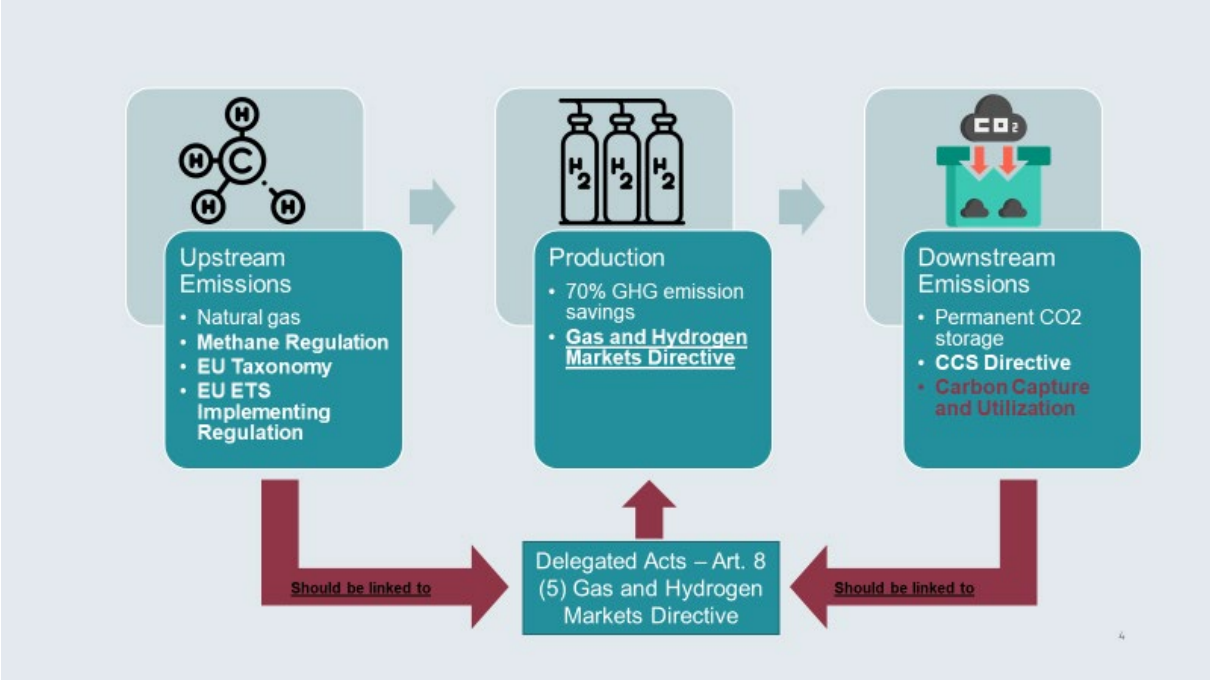 H
H C
H H
H2 H2 H2
CO2
Upstream
Emissions
• Natural gas
• Methane Regulation
• EU Taxonomy
• EU ETS
Implementing
Regulation
Production
• 70% GHG emission
savings
• Gas and Hydrogen
Markets Directive
Downstream
Emissions
• Permanent CO2
storage
• CCS Directive
• Carbon Capture
and Utilization
Should be linked to
Delegated Acts – Art. 8
(5) Gas and Hydrogen
Markets Directive
Should be linked to
4